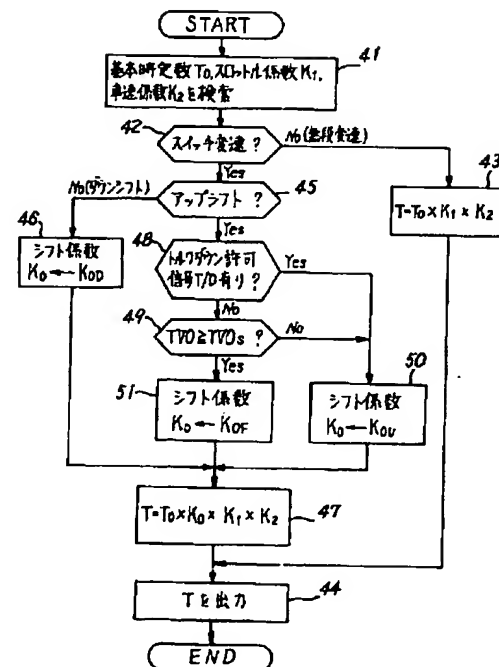 START
41
基本時定数T0,スロットル係数K1,
車速係数K2を検索
42
スイッチ変速?
No(無段変速)
43
Yes
No(ダウンシフト)
アップシフト?
45
T=T0×K1×K2
46
シフト係数
K0←K0D
Yes
48
トルクダウン許可
信号T/D有り?
Yes
No
49
TVO≧TVOs?
No
Yes
51
シフト係数
K0←K0F
50
シフト係数
K0←K0U
T=T0×K0×K1×K2
47
Tを出力
44
END